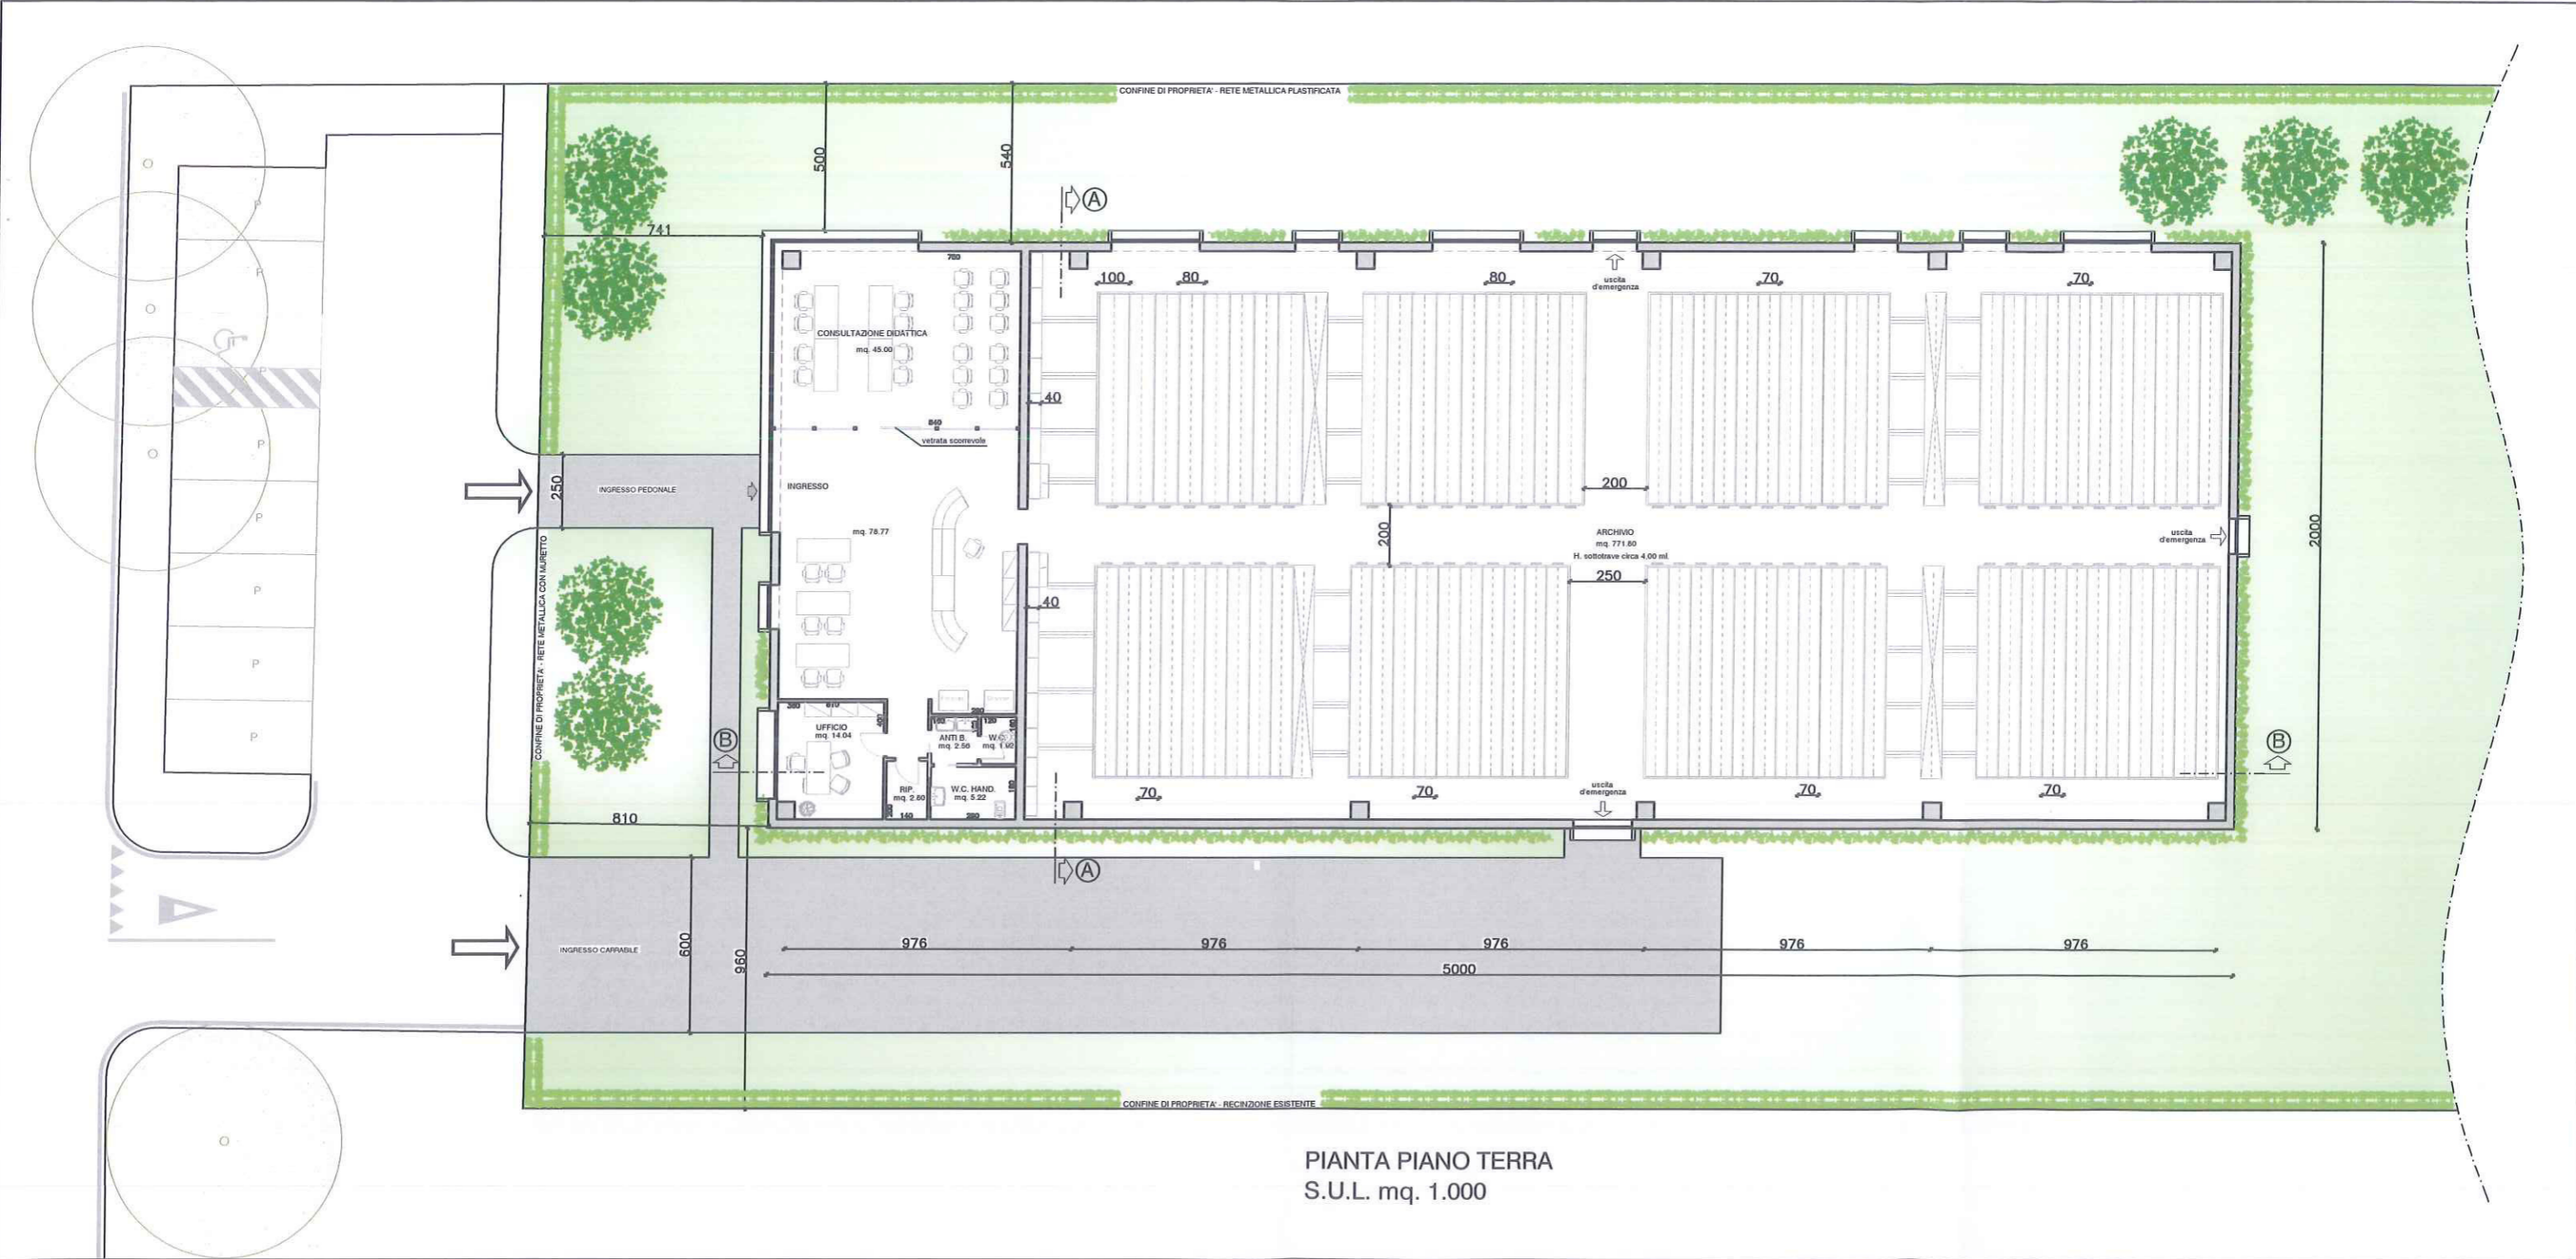 CONFINE DI PROPRIETA' - RETE METALLICA PLASTIFICATA
500
540
A
741
700
100
80
80
70
70
uscita
d'emergenza
CONSULTAZIONE DIDATTICA
mq. 45.00
40
840
vetrata scorrevole
250
INGRESSO PEDONALE
INGRESSO
200
mq. 78.77
200
ARCHIVIO
mq. 771.80
H. sottotrave circa 4,00 ml.
uscita
d'emergenza
2000
250
40
CONFINE DI PROPRIETA' - RETE METALLICA CON MURETTO
P
P
P
P
P
P
P
P
UFFICIO
mq. 14.04
ANTI B.
mq. 2.56
W.C.
B
B
RIP.
mq. 2.80
140
W.C. HAND.
mq. 5.22
70
70
uscita
d'emergenza
70
70
810
A
INGRESSO CARRABILE
600
960
976
976
976
976
976
5000
CONFINE DI PROPRIETA' - RECINZIONE ESISTENTE
PIANTA PIANO TERRA
S.U.L. mq. 1.000